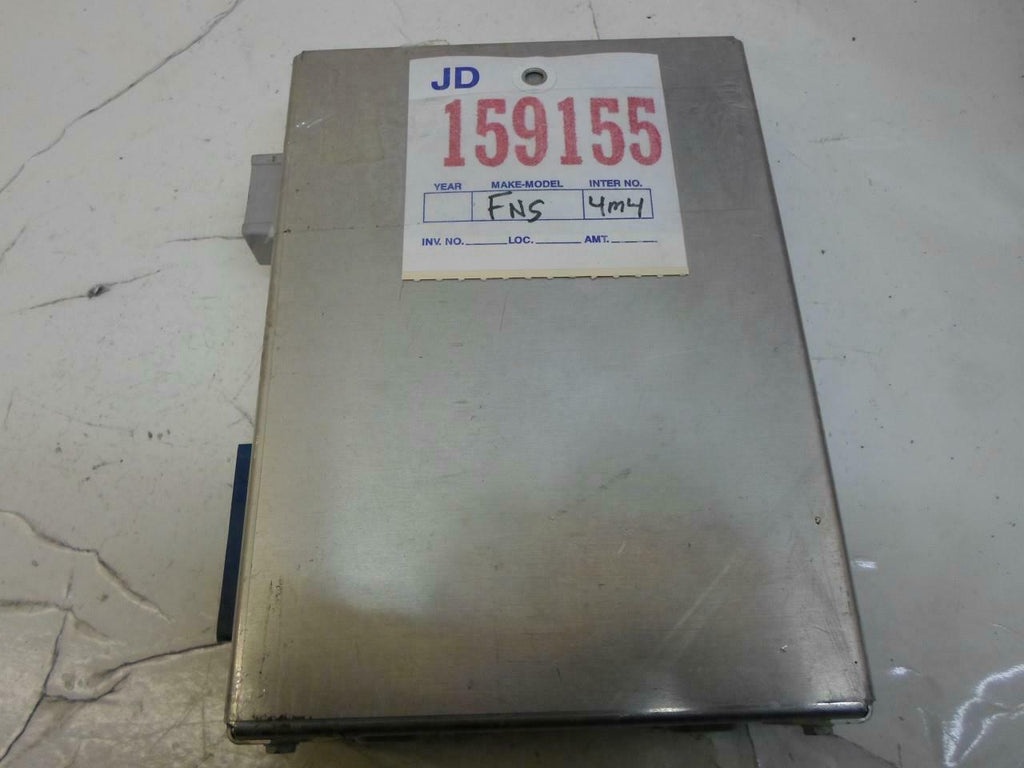 JD
159155
YEAR MAKE-MODEL INTER NO.
FNS 4M4
INV. NO. LOC. AMT.